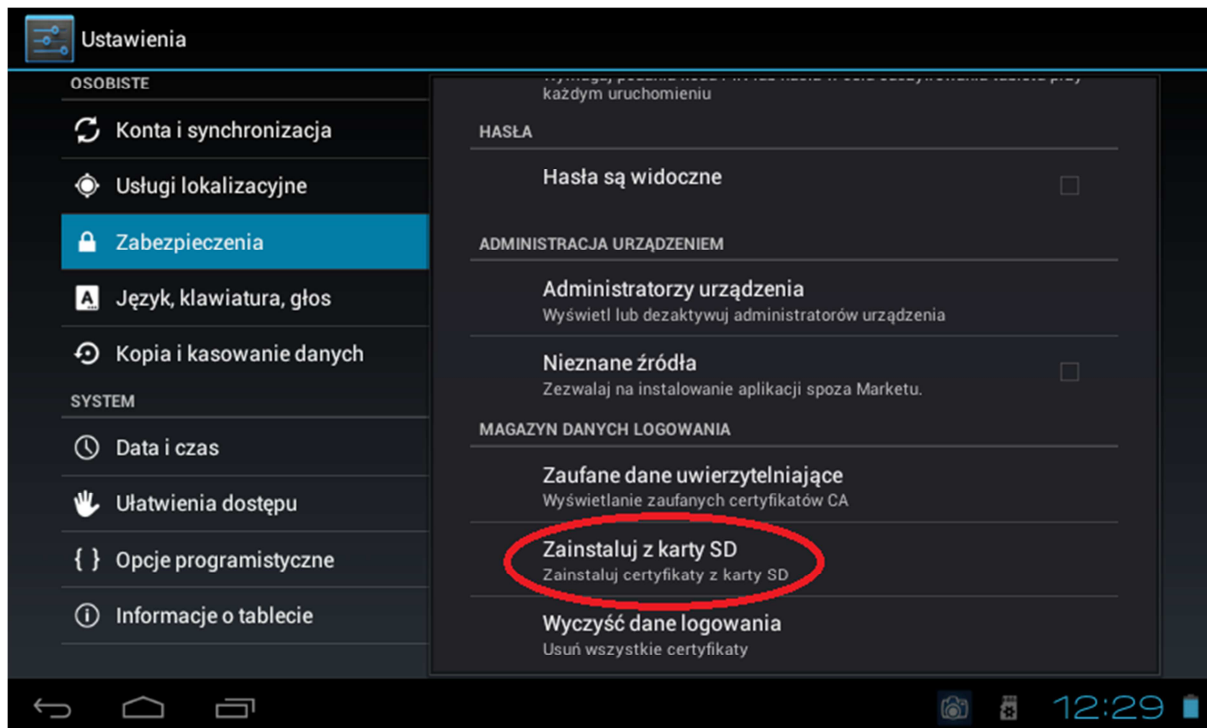 Ustawienia
OSOBISTE
Konta i synchronizacja
Usługi lokalizacyjne
Zabezpieczenia
Język, klawiatura, głos
Kopia i kasowanie danych
SYSTEM
Data i czas
Ułatwienia dostępu
{ } Opcje programistyczne
Informacje o tablecie
każdym uruchomieniu
HASŁA
Hasła są widoczne
ADMINISTRACJA URZĄDZENIEM
Administratorzy urządzenia
Wyświetl lub dezaktywuj administratorów urządzenia
Nieznane źródła
Zezwalaj na instalowanie aplikacji spoza Marketu.
MAGAZYN DANYCH LOGOWANIA
Zaufane dane uwierzytelniające
Wyświetlanie zaufanych certyfikatów CA
Zainstaluj z karty SD
Zainstaluj certyfikaty z karty SD
Wyczyść dane logowania
Usuń wszystkie certyfikaty
12:29